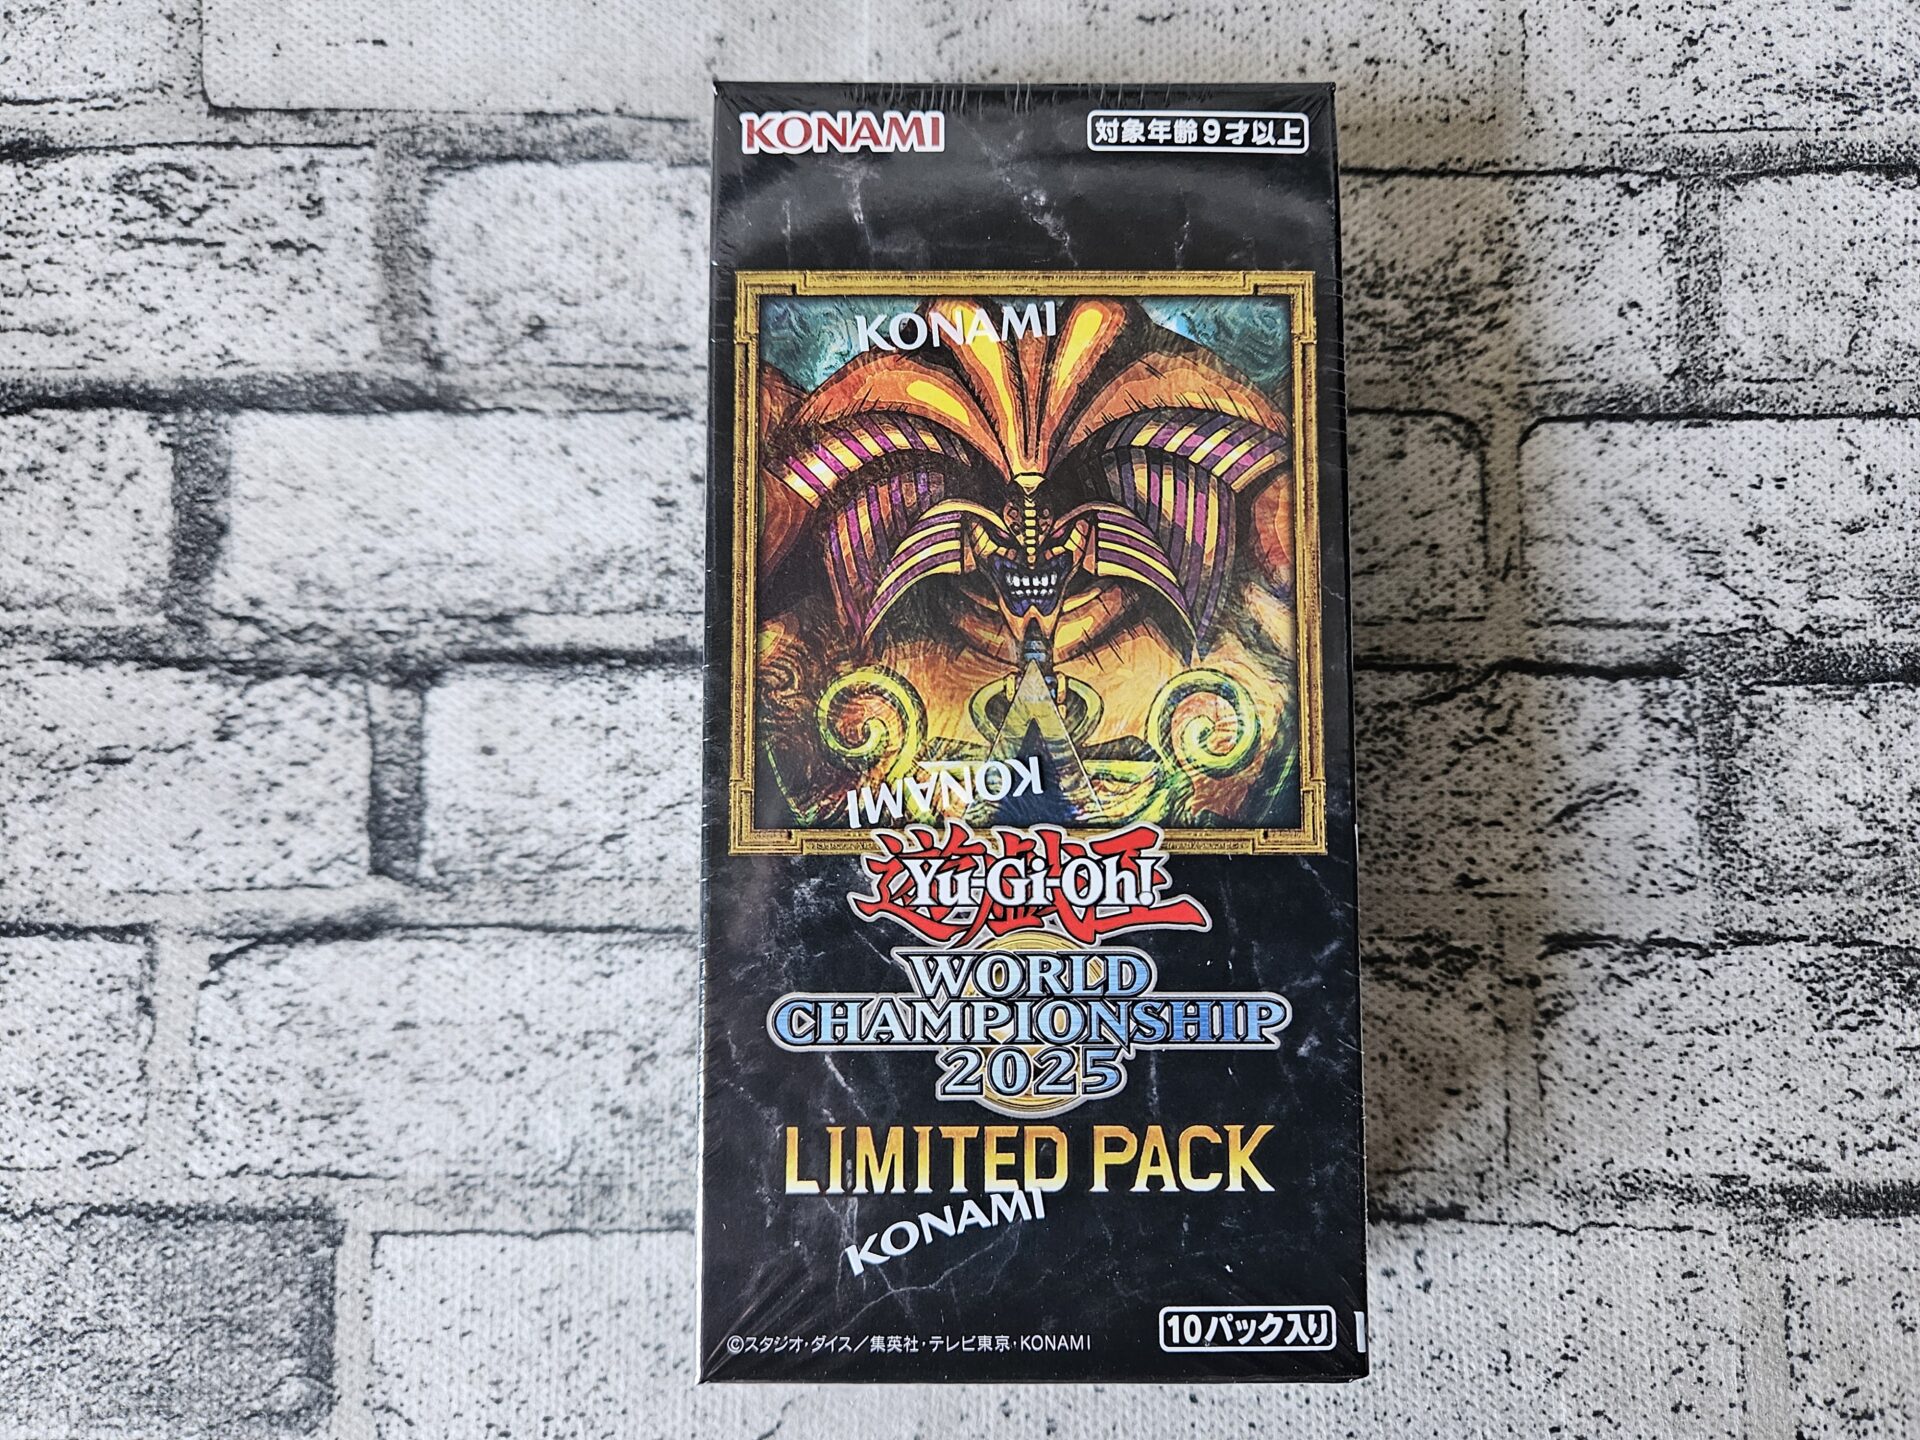 KONAMI
対象年齢9才以上
KONAMI
KONAMI
遊戯王
Yu-Gi-Oh!
WORLD
CHAMPIONSHIP
2025
LIMITED PACK
KONAMI
10パック入り
©スタジオ・ダイス／集英社・テレビ東京・KONAMI